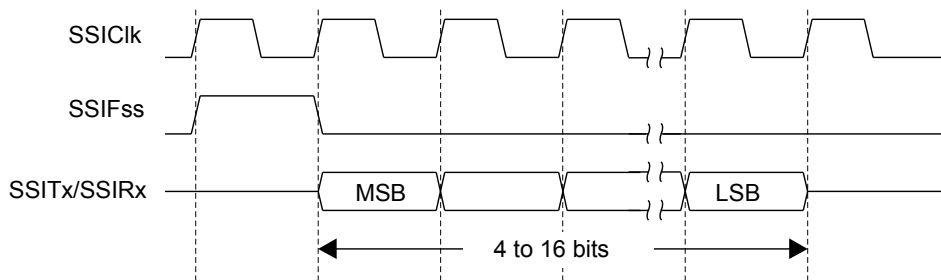 SSIClk
SSIFss
SSITx/SSIRx
MSB
LSB
4 to 16 bits